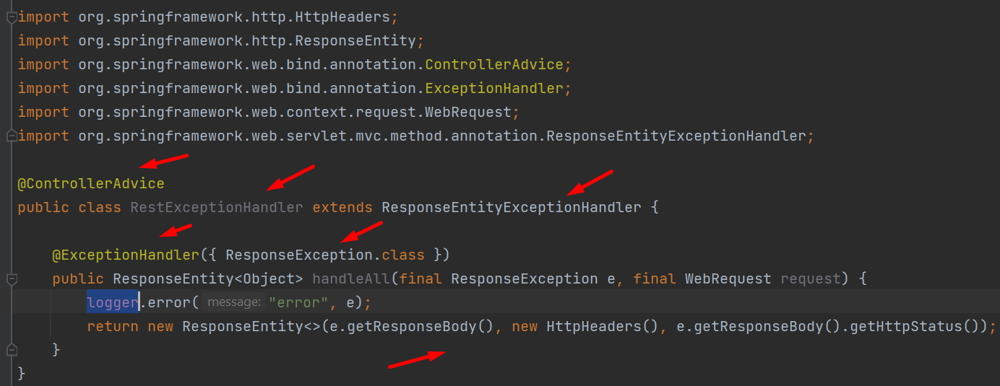 import org.springframework.http.HttpHeaders;
import org.springframework.http.ResponseEntity;
import org.springframework.web.bind.annotation.ControllerAdvice;
import org.springframework.web.bind.annotation.ExceptionHandler;
import org.springframework.web.context.request.WebRequest;
import org.springframework.web.servlet.mvc.method.annotation.ResponseEntityExceptionHandler;
@ControllerAdvice
public class RestExceptionHandler extends ResponseEntityExceptionHandler {
@ExceptionHandler({ ResponseException.class })
public ResponseEntity<Object> handleAll(final ResponseException e, final WebRequest request) {
logger.error( message: "error", e);
return new ResponseEntity<>(e.getResponseBody(), new HttpHeaders(), e.getResponseBody().getHttpStatus());
}
}